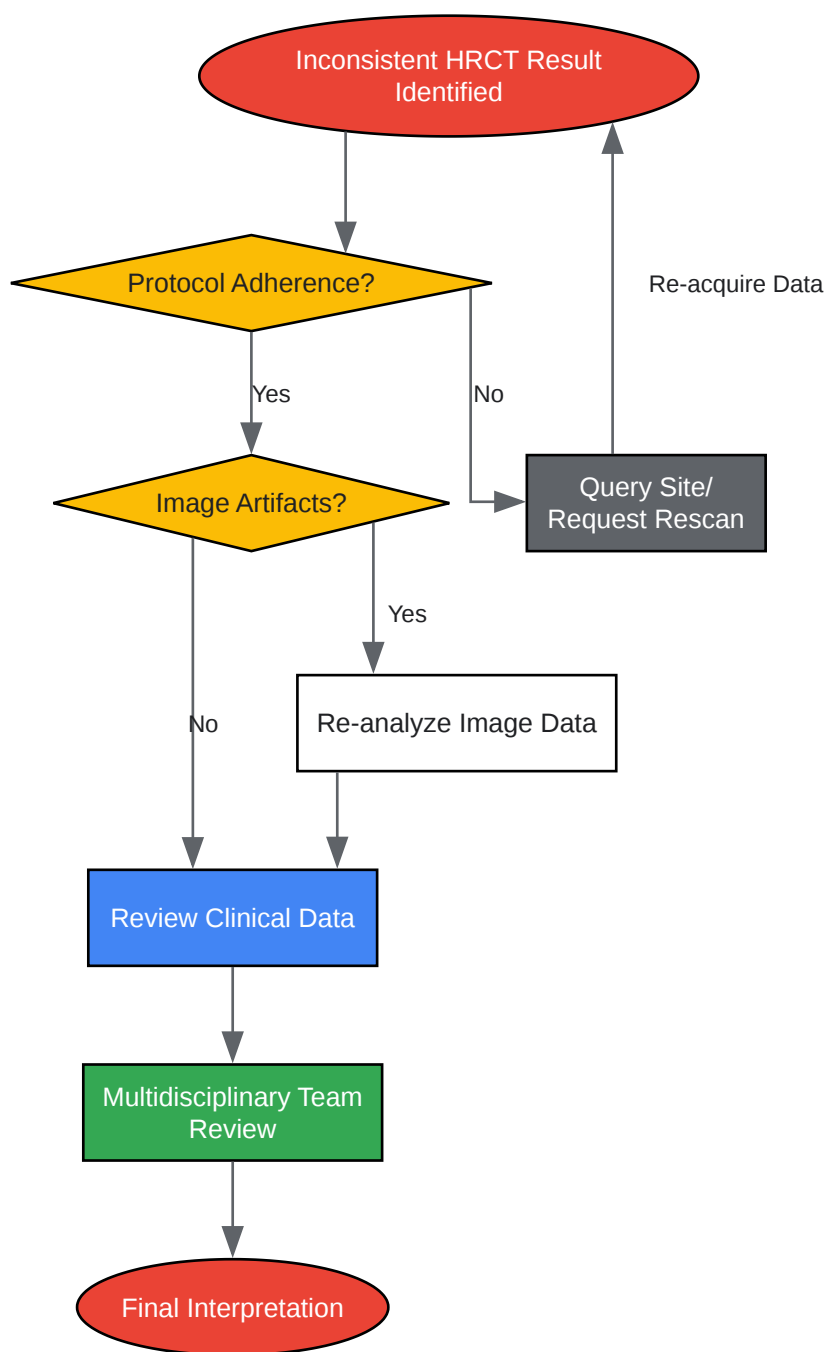 Inconsistent HRCT Result
Identified
Protocol Adherence?
Re-acquire Data
Yes
No
Image Artifacts?
Query Site/
Request Rescan
Yes
No
Re-analyze Image Data
Review Clinical Data
Multidisciplinary Team
Review
Final Interpretation